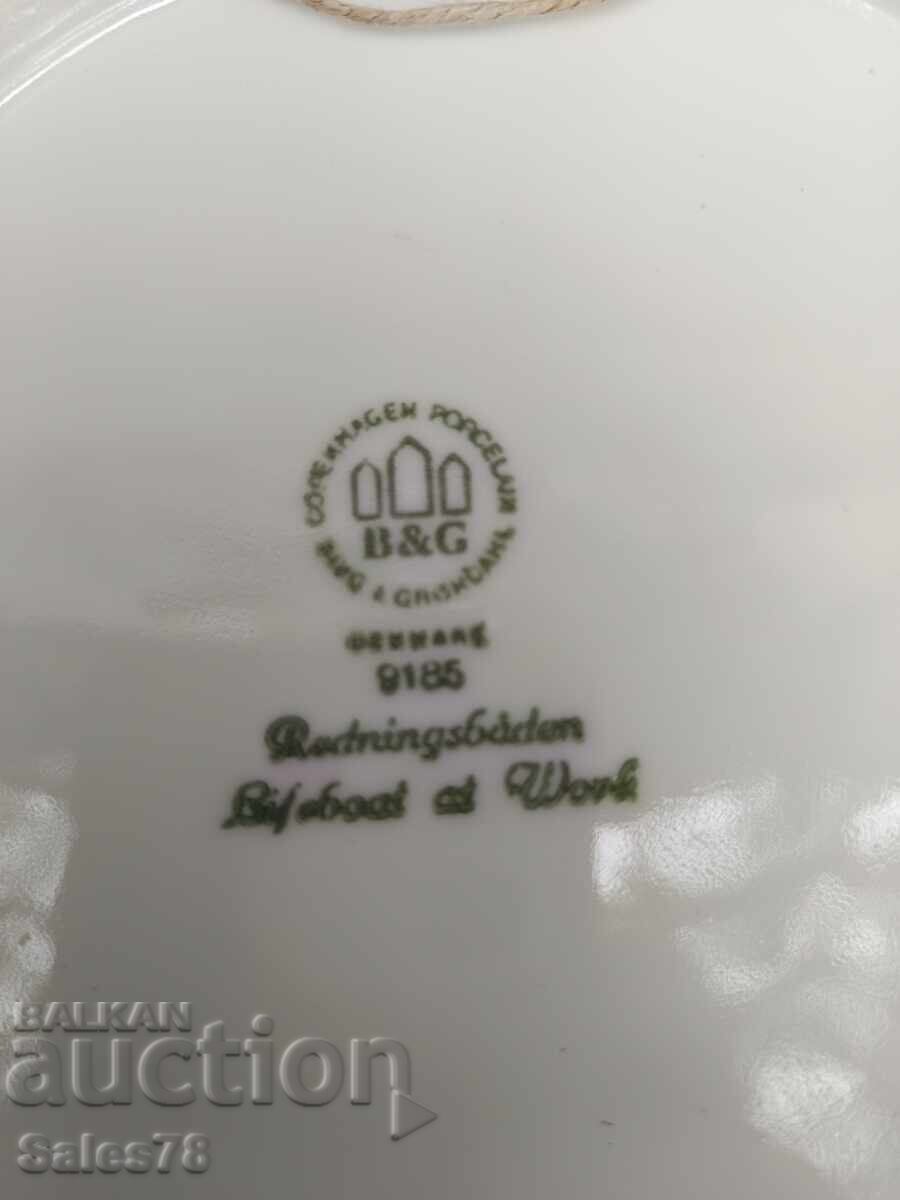 COPENHAGEN PORCELAIN
B&G
BING & GRØNDAHL
DENMARK
9185
Redningsbåden
Lifeboat at Work
BALKAN
auction
Sales78